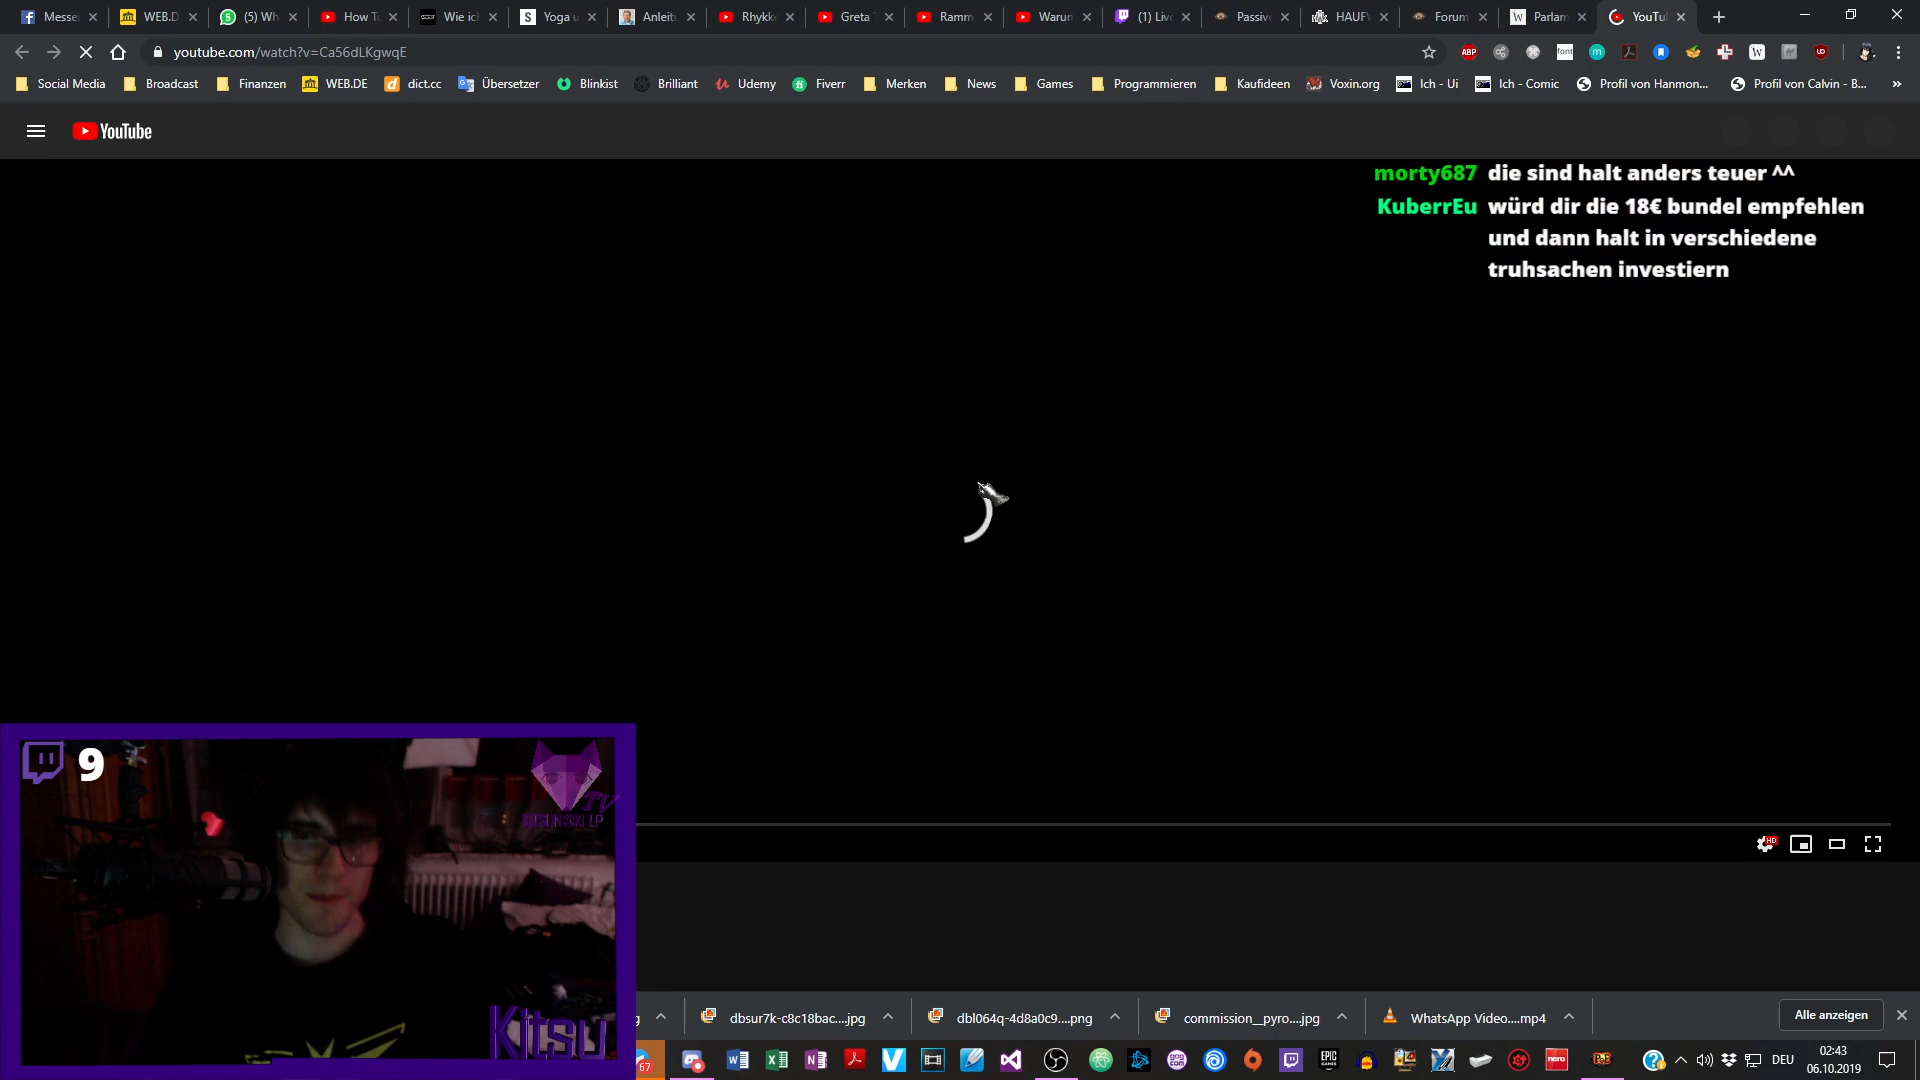 Messe
WEB.D
(5) Wh
How T
Wie ic
Yoga u
Anleit
Rhykk
Greta
Ramm
Warun
(1) Liv
Passiv
HAUF
Forum
Parlam
YouTu
youtube.com/watch?v=Ca56dLKgwqE
Social Media
Broadcast
Finanzen
WEB.DE
dict.cc
Übersetzer
Blinkist
Brilliant
Udemy
Fiverr
Merken
News
Games
Programmieren
Kaufideen
Voxin.org
Ich - Ui
Ich - Comic
Profil von Hanmon...
Profil von Calvin - B...
YouTube
morty687 die sind halt anders teuer ^^
KuberrEu würd dir die 18€ bundel empfehlen
und dann halt in verschiedene
truhsachen investiern
9
TV
HD
Kitsu
g
dbsur7k-c8c18bac....jpg
dbl064q-4d8a0c9....png
commission__pyro....jpg
WhatsApp Video....mp4
Alle anzeigen
67
DEU
02:43
06.10.2019